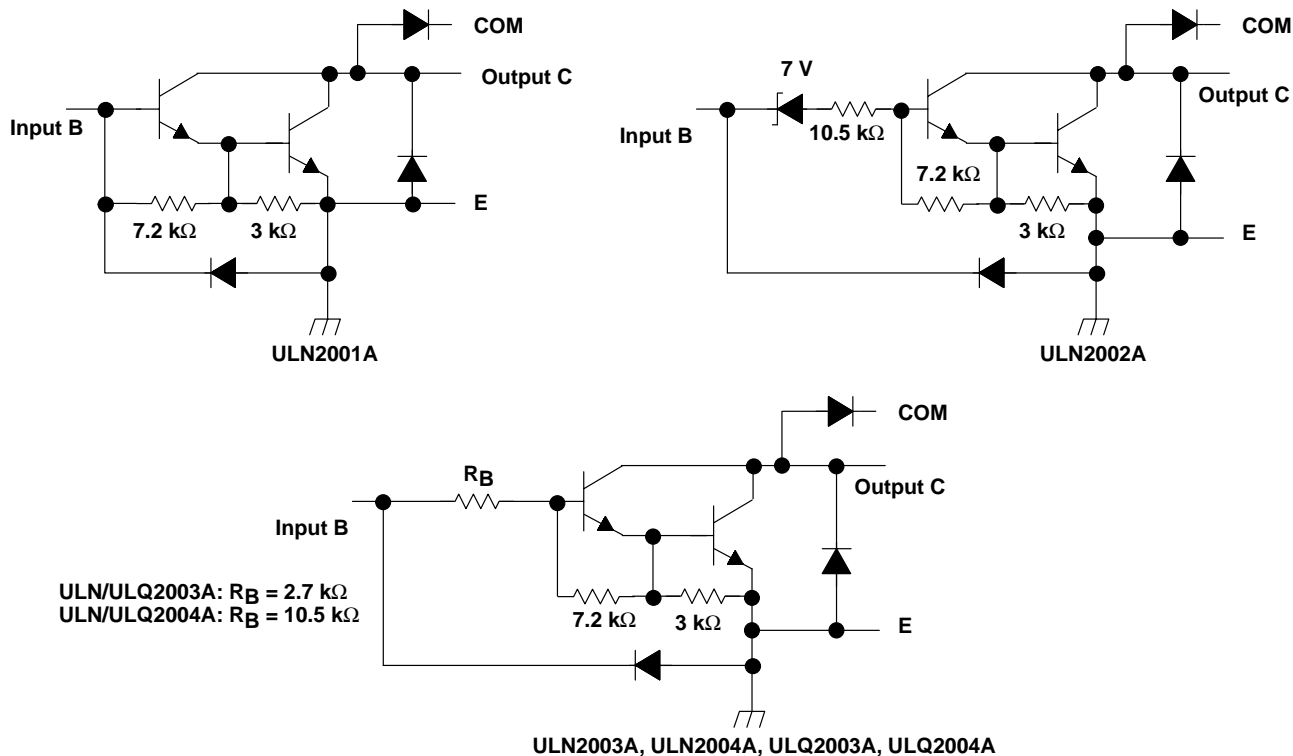 COM
Output C
Input B
7.2 kΩ
3 kΩ
E
ULN2001A
COM
7 V
Output C
Input B
10.5 kΩ
7.2 kΩ
3 kΩ
E
ULN2002A
COM
RB
Output C
Input B
ULN/ULQ2003A: RB = 2.7 kΩ
ULN/ULQ2004A: RB = 10.5 kΩ
7.2 kΩ
3 kΩ
E
ULN2003A, ULN2004A, ULQ2003A, ULQ2004A